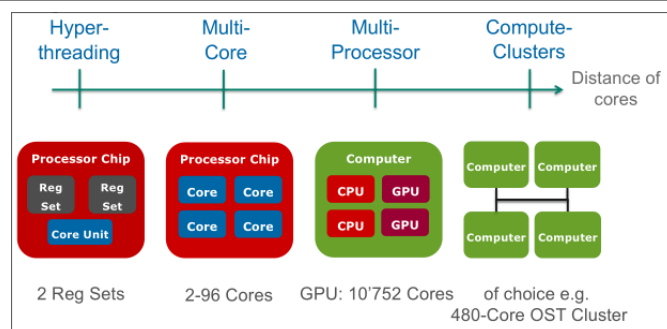 Hyper-
threading
Multi-
Core
Multi-
Processor
Compute-
Clusters
Distance of
cores
Processor Chip
Reg
Set
Reg
Set
Core Unit
Processor Chip
Core Core
Core Core
Computer
CPU GPU
CPU GPU
Computer Computer
Computer Computer
2 Reg Sets
2-96 Cores
GPU: 10'752 Cores
of choice e.g.
480-Core OST Cluster